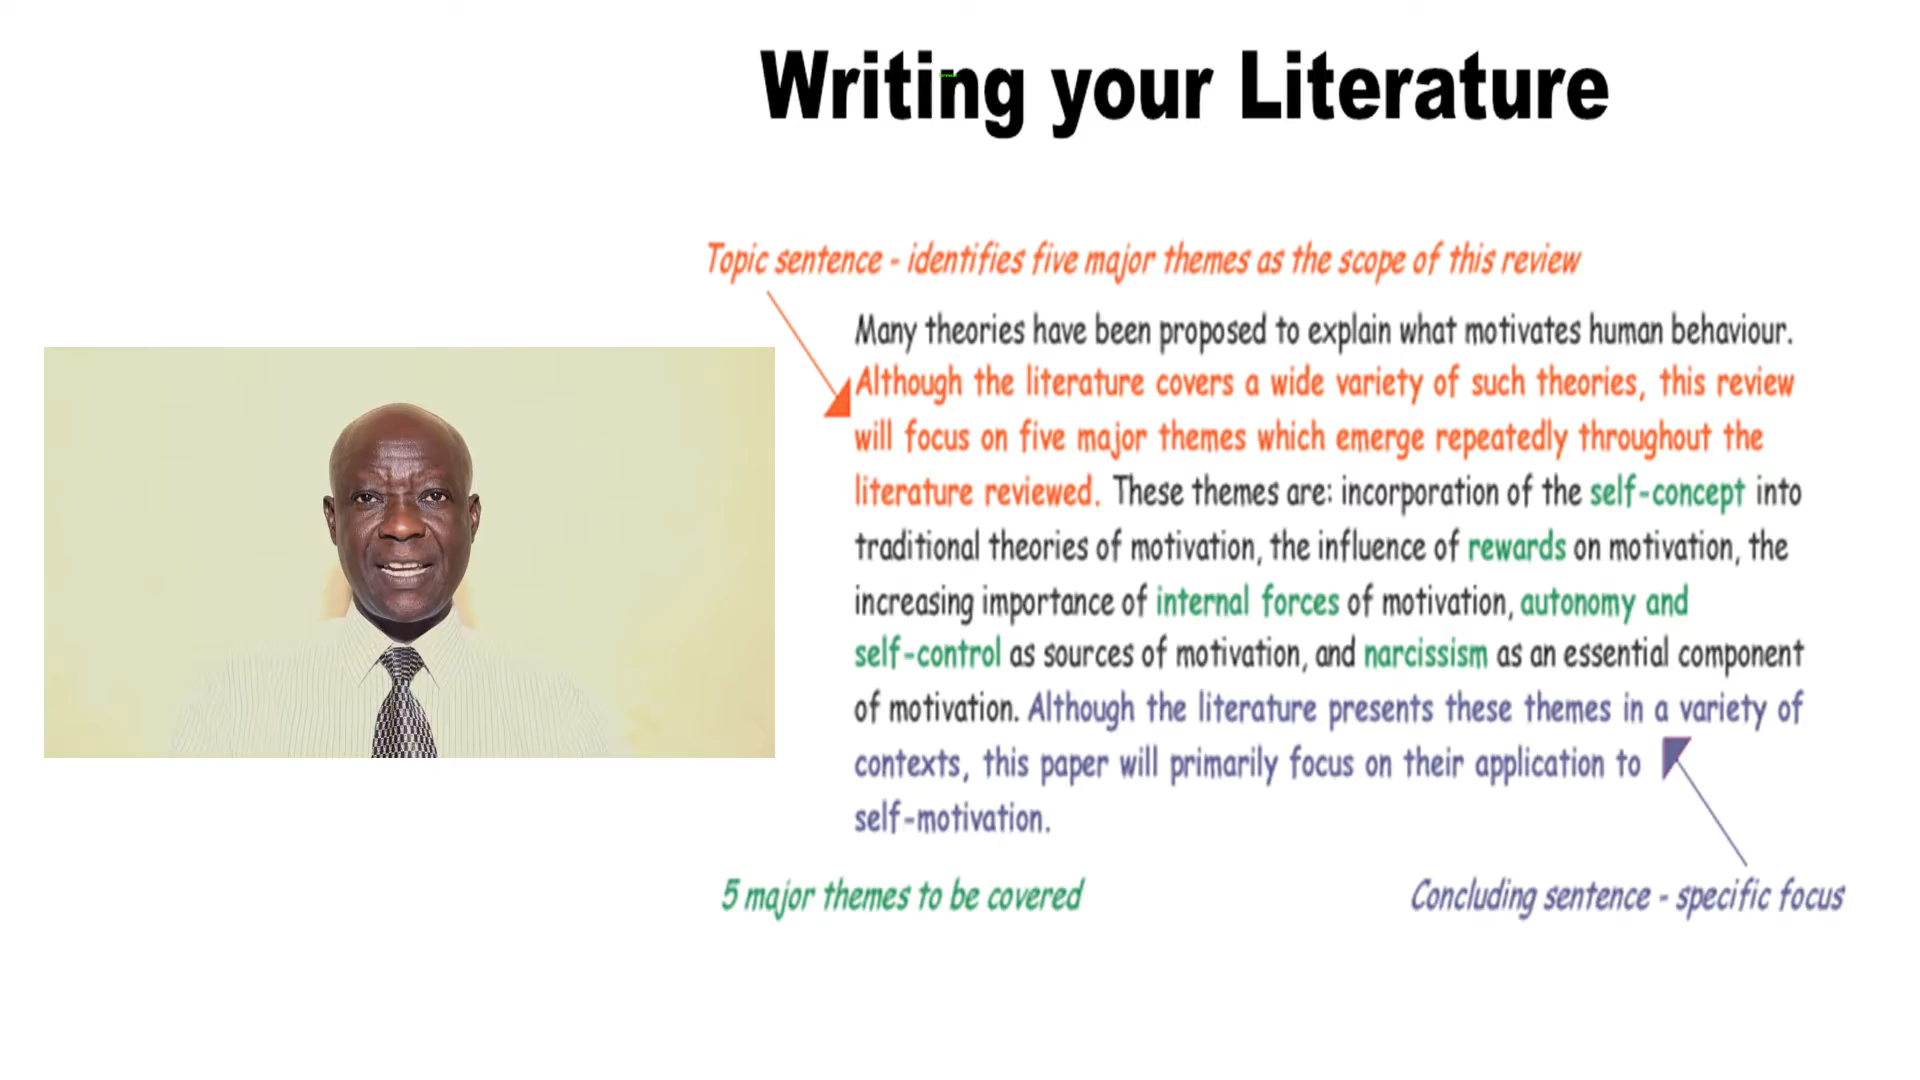 Writing your Literature
Topic sentence - identifies five major themes as the scope of this review
Many theories have been proposed to explain what motivates human behaviour.
Although the literature covers a wide variety of such theories, this review
will focus on five major themes which emerge repeatedly throughout the
literature reviewed. These themes are: incorporation of the self-concept into
traditional theories of motivation, the influence of rewards on motivation, the
increasing importance of internal forces of motivation, autonomy and
self-control as sources of motivation, and narcissism as an essential component
of motivation. Although the literature presents these themes in a variety of
contexts, this paper will primarily focus on their application to
self-motivation.
5 major themes to be covered
Concluding sentence - specific focus